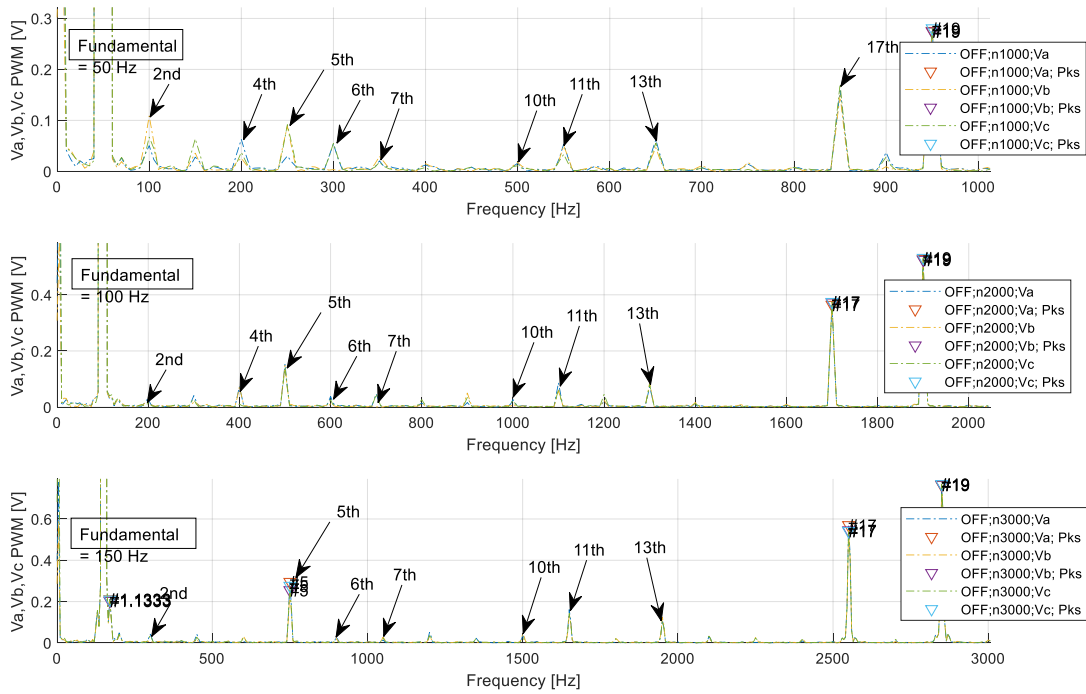 0.3
0.2
0.1
0
Va,Vb,Vc PWM [V]
Fundamental
= 50 Hz
2nd
4th
5th
6th
7th
10th
11th
13th
17th
#19
#19
OFF;n1000;Va
OFF;n1000;Va; Pks
OFF;n1000;Vb
OFF;n1000;Vb; Pks
OFF;n1000;Vc
OFF;n1000;Vc; Pks
0 100 200 300 400 500 600 700 800 900 1000
Frequency [Hz]
0.4
0.2
0
Va,Vb,Vc PWM [V]
Fundamental
= 100 Hz
2nd
4th
5th
6th
7th
10th
11th
13th
#17
#17
#19
#19
OFF;n2000;Va
OFF;n2000;Va; Pks
OFF;n2000;Vb
OFF;n2000;Vb; Pks
OFF;n2000;Vc
OFF;n2000;Vc; Pks
0 200 400 600 800 1000 1200 1400 1600 1800 2000
Frequency [Hz]
0.6
0.4
0.2
0
Va,Vb,Vc PWM [V]
Fundamental
= 150 Hz
#1.1333
2nd
#5
#5
5th
6th
7th
10th
11th
13th
#17
#17
#19
OFF;n3000;Va
OFF;n3000;Va; Pks
OFF;n3000;Vb
OFF;n3000;Vb; Pks
OFF;n3000;Vc
OFF;n3000;Vc; Pks
0 500 1000 1500 2000 2500 3000
Frequency [Hz]